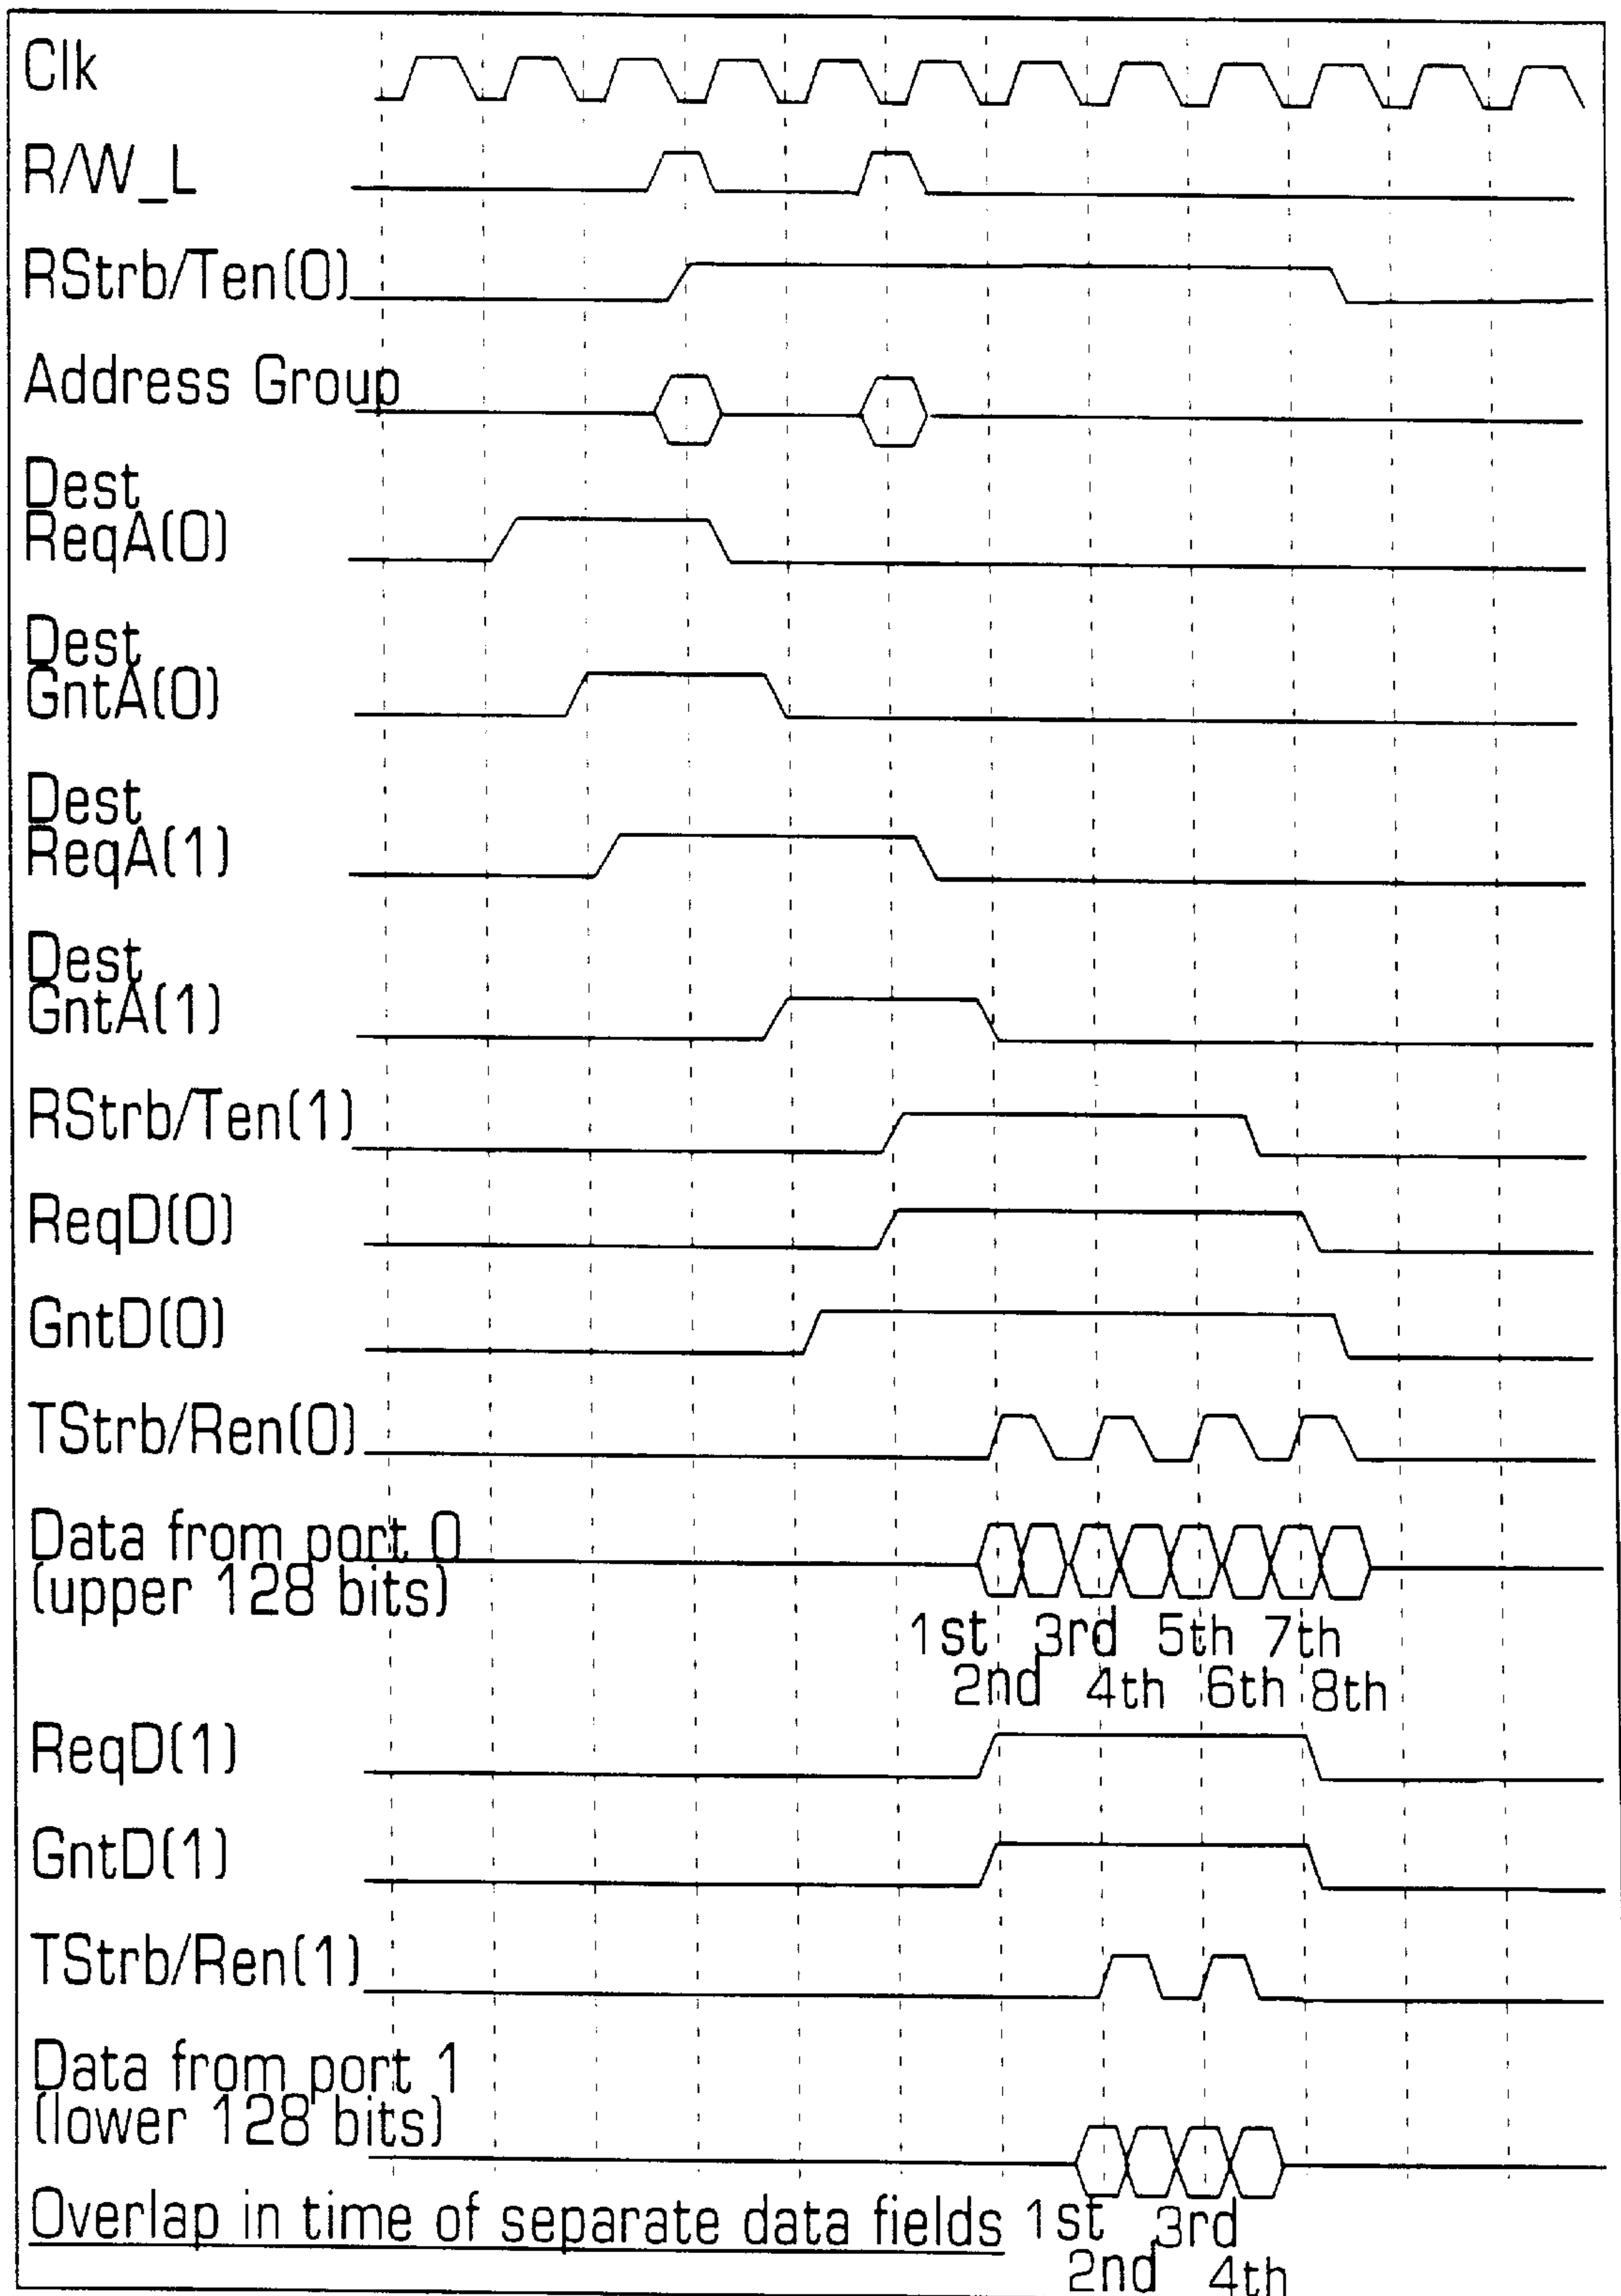 Clk
R/W_L
RStrb/Ten(0)
Address Group
Dest
ReqA(0)
Dest
GntA(0)
Dest
ReqA(1)
Dest
GntA(1)
RStrb/Ten(1)
ReqD(0)
GntD(0)
TStrb/Ren(0)
Data from port 0
(upper 128 bits)
1st 3rd 5th 7th
2nd 4th 6th 8th
ReqD(1)
GntD(1)
TStrb/Ren(1)
Data from port 1
(lower 128 bits)
Overlap in time of separate data fields 1st 3rd
2nd 4th